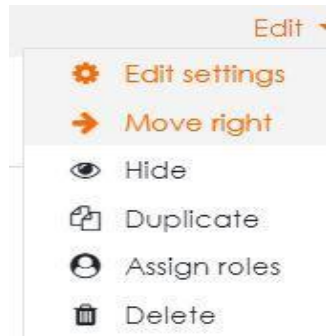 Edit
Edit settings
Move right
Hide
Duplicate
Assign roles
Delete